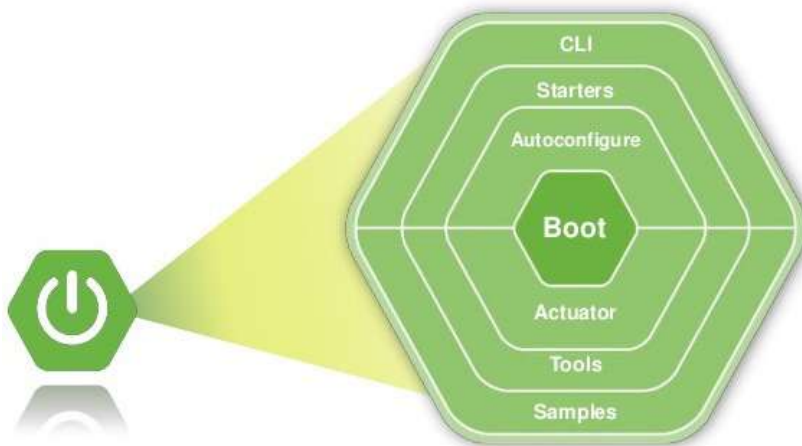 CLI
Starters
Autoconfigure
Boot
Actuator
Tools
Samples